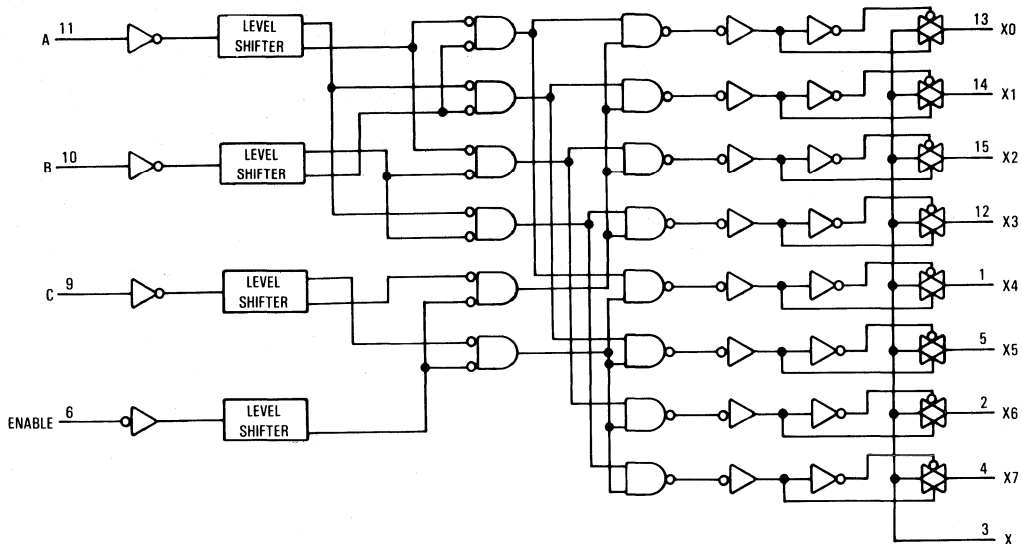 A 11 LEVEL SHIFTER 13 X0
14 X1
B 10 LEVEL SHIFTER 15 X2
12 X3
C 9 LEVEL SHIFTER 1 X4
5 X5
ENABLE 6 LEVEL SHIFTER 2 X6
4 X7
3 X